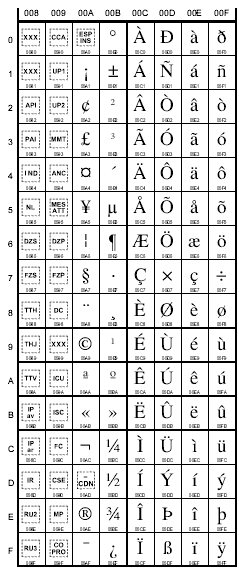 008 009 00A 00B 00C 00D 00E 00F
0 XXX CCA ESP INS ° À Ð à ð
0080 0090 00A0 00B0 00C0 00D0 00E0 00F0
1 XXX UP1 ¡ ± Á Ñ á ñ
0081 0091 00A1 00B1 00C1 00D1 00E1 00F1
2 API UP2 ¢ ² Â Ò â ò
0082 0092 00A2 00B2 00C2 00D2 00E2 00F2
3 PAI MMT £ ³ Ã Ó ã ó
0083 0093 00A3 00B3 00C3 00D3 00E3 00F3
4 IND ANC ¤ ´ Ä Ô ä ô
0084 0094 00A4 00B4 00C4 00D4 00E4 00F4
5 NL MES ATT ¥ µ Å Õ å õ
0085 0095 00A5 00B5 00C5 00D5 00E5 00F5
6 DZS DZP ¦ ¶ Æ Ö æ ö
0086 0096 00A6 00B6 00C6 00D6 00E6 00F6
7 FZS FZP § · Ç × ç ÷
0087 0097 00A7 00B7 00C7 00D7 00E7 00F7
8 TTH DC ¨ ¸ È Ø è ø
0088 0098 00A8 00B8 00C8 00D8 00E8 00F8
9 THJ XXX © ¹ É Ù é ù
0089 0099 00A9 00B9 00C9 00D9 00E9 00F9
A TTV ICU ª º Ê Ú ê ú
008A 009A 00AA 00BA 00CA 00DA 00EA 00FA
B IP av ISC « » Ë Û ë û
008B 009B 00AB 00BB 00CB 00DB 00EB 00FB
C IP ar FC ¬ ¼ Ì Ü ì ü
008C 009C 00AC 00BC 00CC 00DC 00EC 00FC
D IR CSE CDN ½ Í Ý í ý
008D 009D 00AD 00BD 00CD 00DD 00ED 00FD
E RU2 MP ® ¾ Î Þ î þ
008E 009E 00AE 00BE 00CE 00DE 00EE 00FE
F RU3 CO PRO ¯ ¿ Ï ß ï ÿ
008F 009F 00AF 00BF 00CF 00DF 00EF 00FF